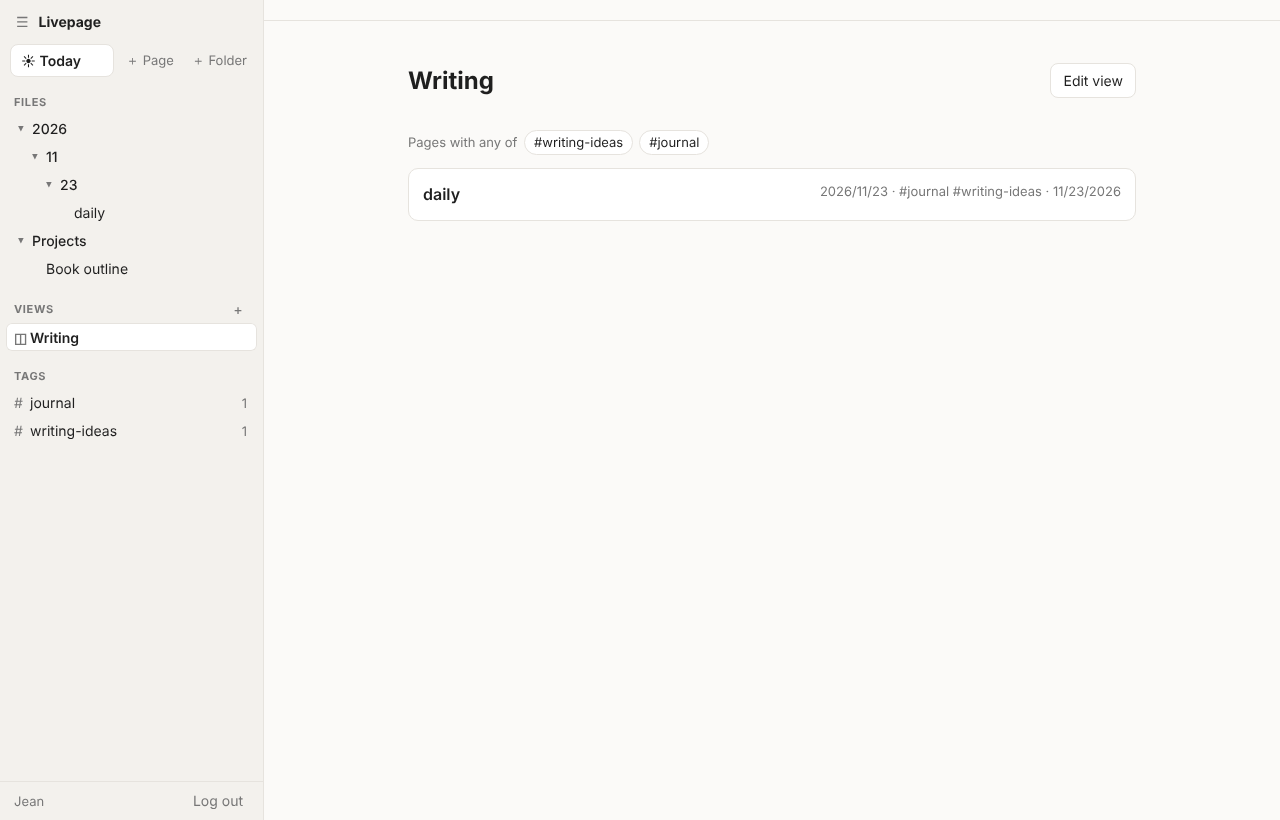 ☰ Livepage
☀ Today + Page + Folder
FILES
▾ 2026
▾ 11
▾ 23
daily
▾ Projects
Book outline
VIEWS +
◫ Writing
TAGS
# journal 1
# writing-ideas 1
Jean Log out
Writing Edit view
Pages with any of #writing-ideas #journal
daily 2026/11/23 · #journal #writing-ideas · 11/23/2026